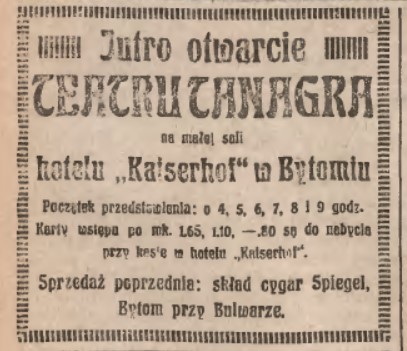 Jutro otwarcie
TEATRU TANAGRA
na małej sali
hotelu „Kaiserhof“ w Bytomiu
Początek przedstawienia: o 4, 5, 6, 7, 8 i 9 godz.
Karty wstępu po mk. 1.65, 1.10, —.80 są do nabycia
przy kasie w hotelu „Kaiserhof“.
Sprzedaż poprzednia: skład cygar Spiegel,
Bytom przy Bulwarze.